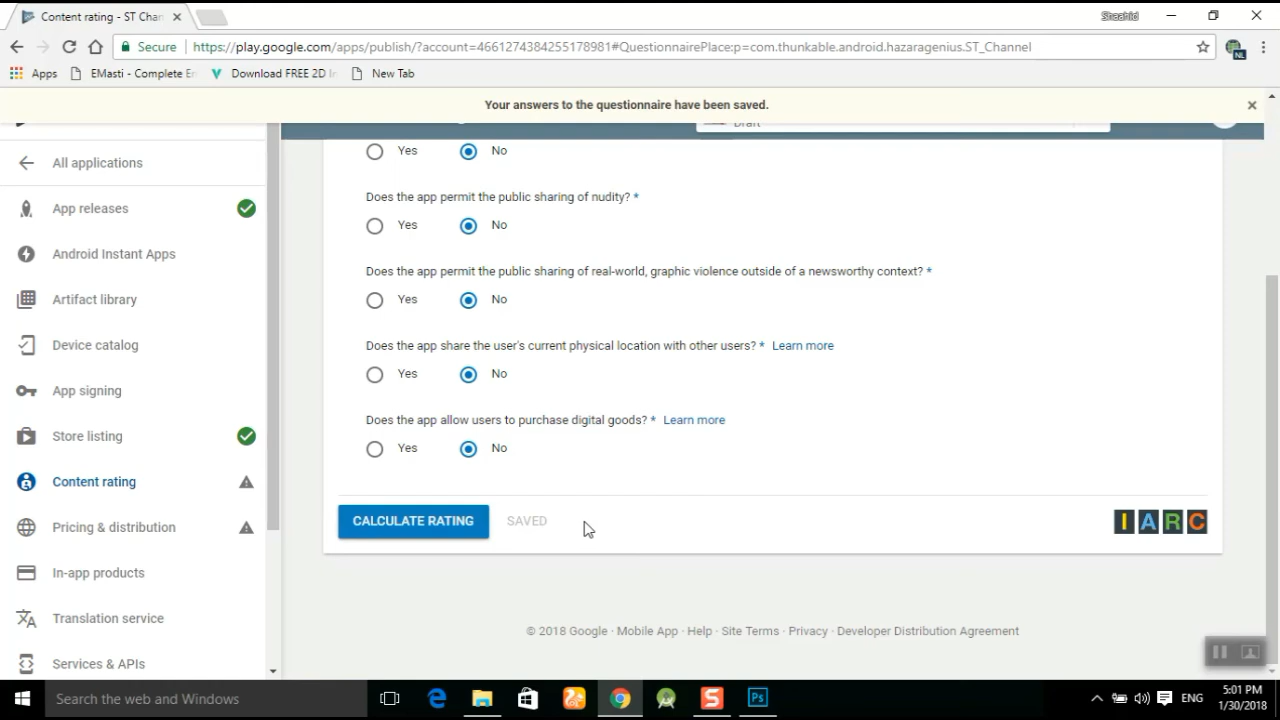 Content rating - ST Chan
Shaahid
Secure
https://play.google.com/apps/publish/?account=4661274384255178981#QuestionnairePlace:p=com.thunkable.android.hazaragenius.ST_Channel
NL
Apps
EMasti - Complete En
Download FREE 2D In
New Tab
Your answers to the questionnaire have been saved.
Draft
All applications
App releases
Android Instant Apps
Artifact library
Device catalog
App signing
Store listing
Content rating
Pricing & distribution
In-app products
Translation service
Services & APIs
Yes No
Does the app permit the public sharing of nudity? *
Yes No
Does the app permit the public sharing of real-world, graphic violence outside of a newsworthy context? *
Yes No
Does the app share the user's current physical location with other users? * Learn more
Yes No
Does the app allow users to purchase digital goods? * Learn more
Yes No
CALCULATE RATING SAVED
IARC
© 2018 Google · Mobile App · Help · Site Terms · Privacy · Developer Distribution Agreement
Search the web and Windows
S
Ps
ENG
5:01 PM
1/30/2018